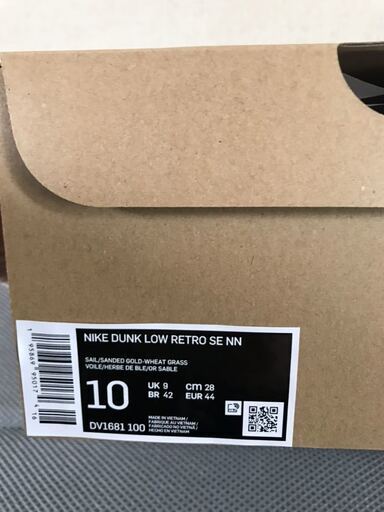 NIKE DUNK LOW RETRO SE NN
SAIL/SANDED GOLD-WHEAT GRASS
VOILE/HERBE DE BLE/OR SABLE
10
UK 9 CM 28
BR 42 EUR 44
DV1681 100
MADE IN VIETNAM /
FABRIQUÉ AU VIETNAM /
FABRICADO NO VIETNÃ /
HECHO EN VIETNAM